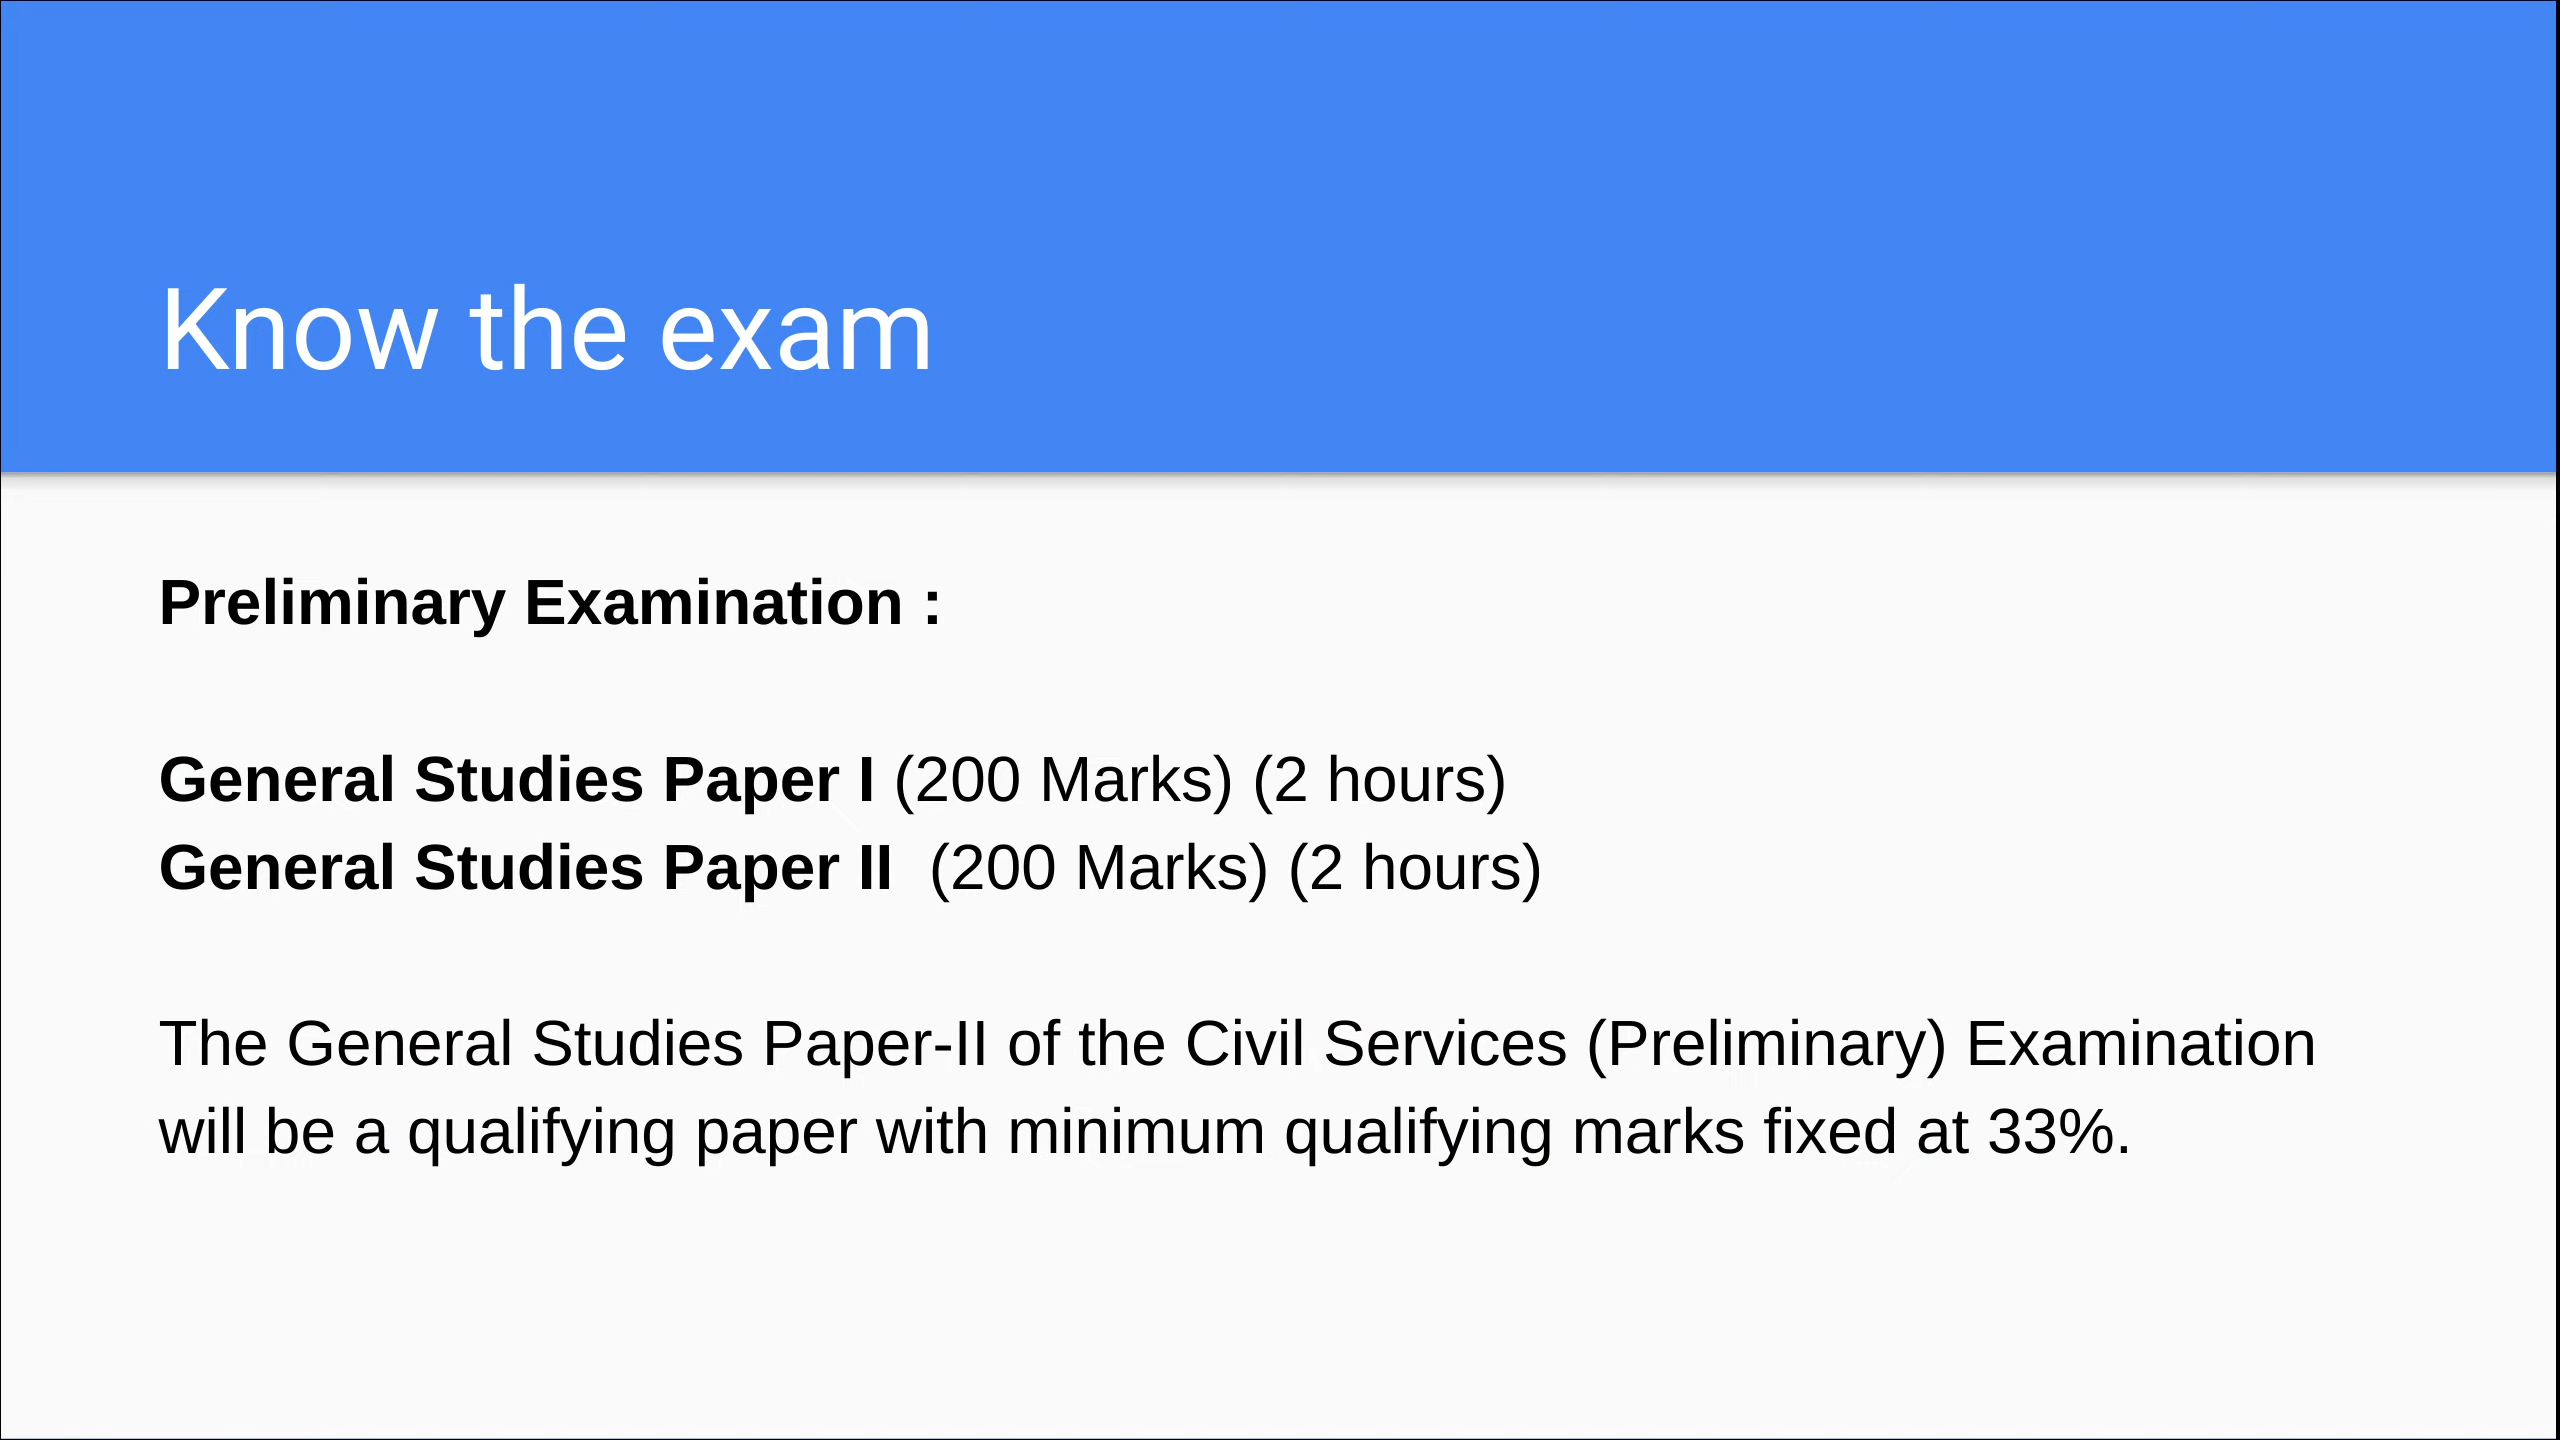 Know the exam
Preliminary Examination :
General Studies Paper I (200 Marks) (2 hours)
General Studies Paper II  (200 Marks) (2 hours)
The General Studies Paper-II of the Civil Services (Preliminary) Examination
will be a qualifying paper with minimum qualifying marks fixed at 33%.